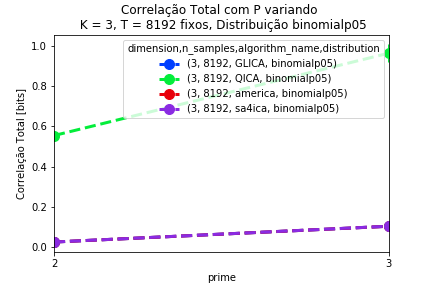 Correlação Total com P variando
K = 3, T = 8192 fixos, Distribuição binomialp05
dimension,n_samples,algorithm_name,distribution
(3, 8192, GLICA, binomialp05)
(3, 8192, QICA, binomialp05)
(3, 8192, america, binomialp05)
(3, 8192, sa4ica, binomialp05)
Correlação Total [bits]
1.0
0.8
0.6
0.4
0.2
0.0
2
3
prime